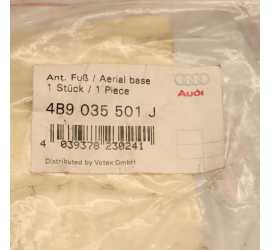 Ant. Fuß / Aerial base
1 Stück / 1 Piece
Audi
4B9 035 501 J
4 039378 230241
Distributed by Votex GmbH